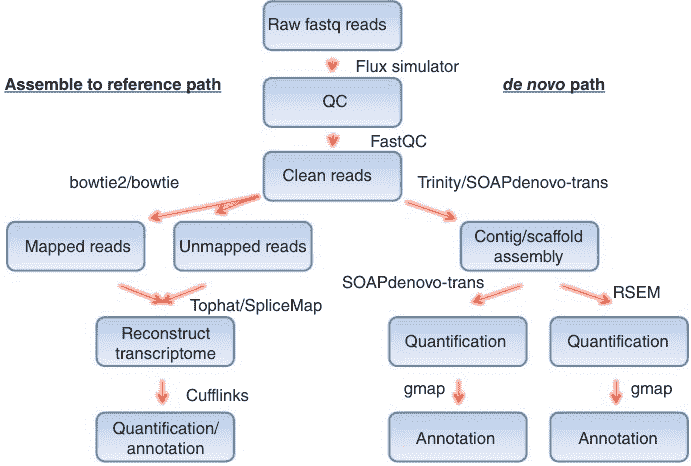 Raw fastq reads
Flux simulator
Assemble to reference path
de novo path
QC
FastQC
Clean reads
bowtie2/bowtie
Trinity/SOAPdenovo-trans
Mapped reads
Unmapped reads
Contig/scaffold
assembly
SOAPdenovo-trans
RSEM
Tophat/SpliceMap
Reconstruct
transcriptome
Quantification
Quantification
Cufflinks
gmap
gmap
Quantification/
annotation
Annotation
Annotation